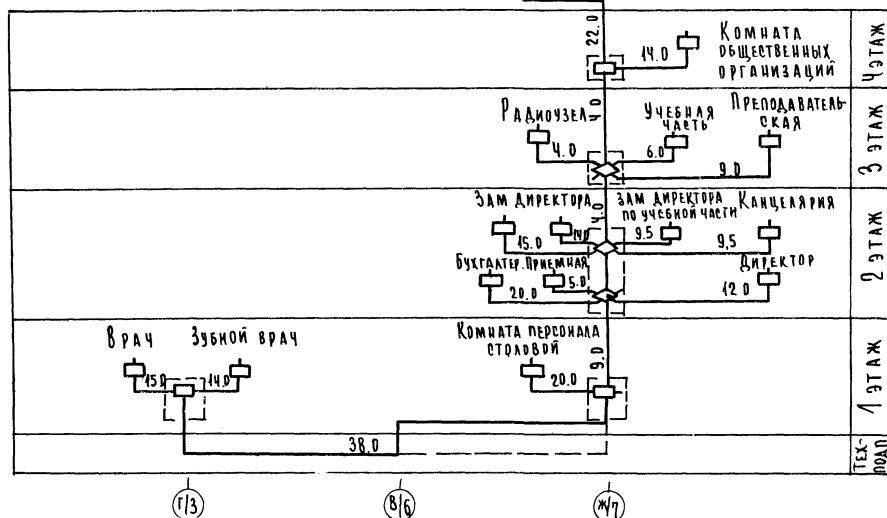 22.0
14.0
Комната
общественных
организаций
4 этаж
4.0
Радиоузел
Учебная
часть
Преподаватель-
ская
4.0
6.0
9.0
3 этаж
4.0
Зам директора
Зам директора
по учебной части
Канцелярия
15.0
14.0
9.5
9,5
Бухгалтер. Приемная
Директор
20.0
5.0
12.0
2 этаж
Врач
Зубной врач
Комната персонала
столовой
9.0
15.0
14.0
20.0
1 этаж
38.0
Тех-
подп
Г/3
В/6
Ж/7